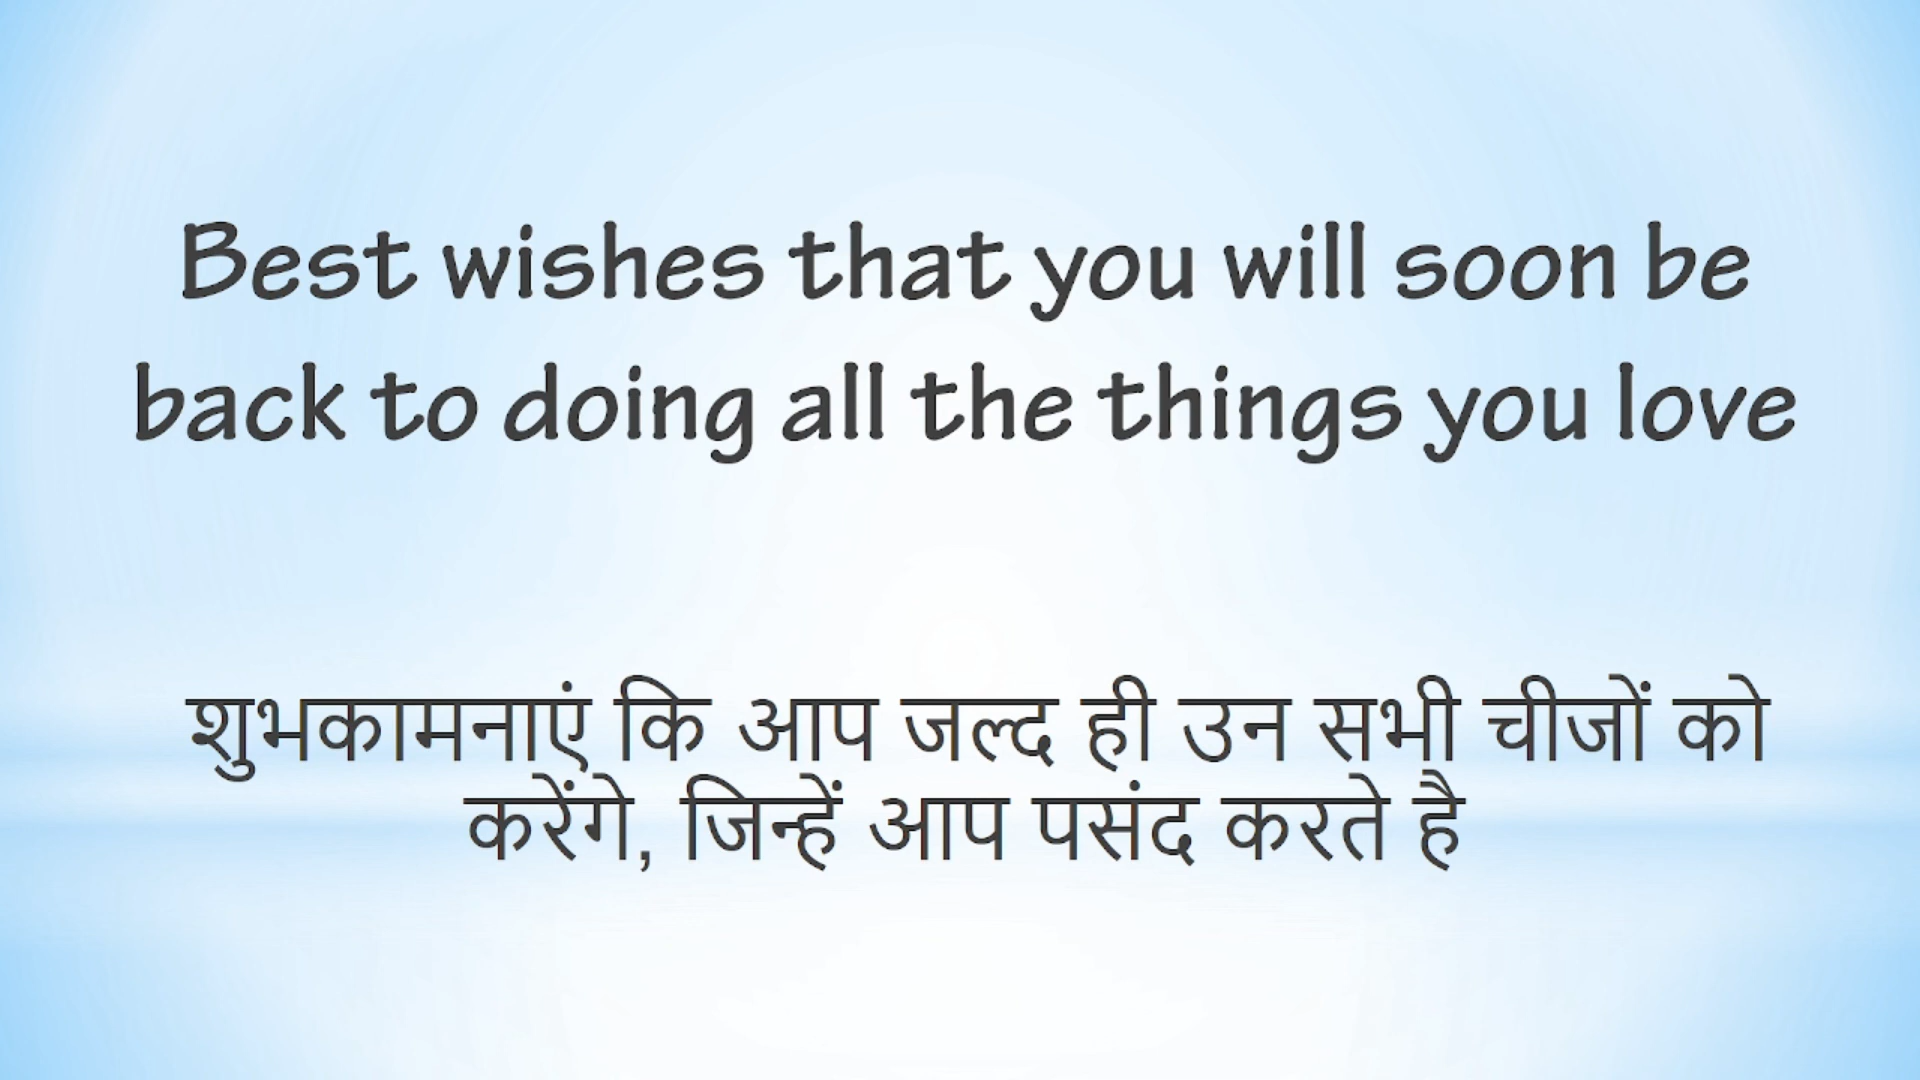 Best wishes that you will soon be
back to doing all the things you love
शुभकामनाएं कि आप जल्द ही उन सभी चीजों को
करेंगे, जिन्हें आप पसंद करते है